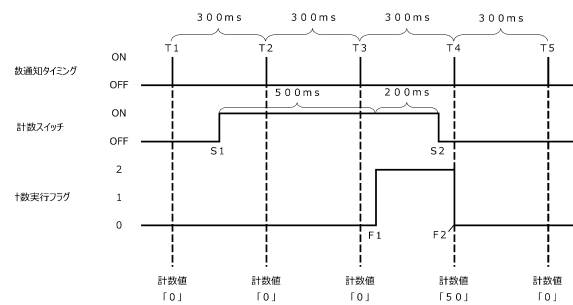 300ms 300ms 300ms 300ms
T1 T2 T3 T4 T5
ON
数通知タイミング
OFF
500ms 200ms
ON
計数スイッチ
OFF
S1 S2
2
数実行フラグ
1
0
F1 F2
計数値 計数値 計数値 計数値 計数値
「0」 「0」 「0」 「50」 「0」